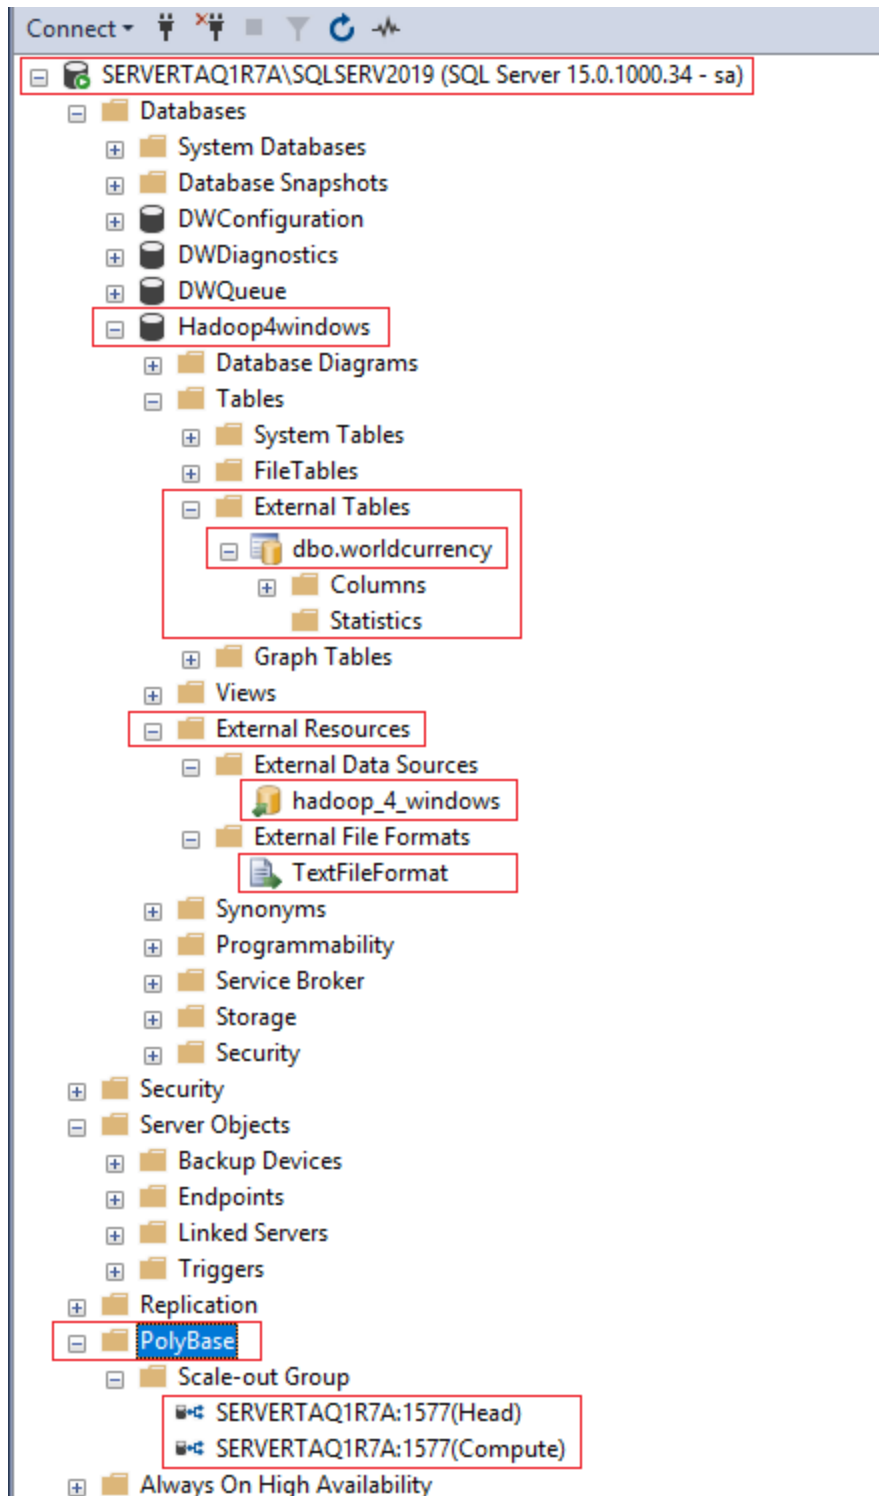 Connect
SERVERTAQ1R7A\SQLSERV2019 (SQL Server 15.0.1000.34 - sa)
Databases
System Databases
Database Snapshots
DWConfiguration
DWDiagnostics
DWQueue
Hadoop4windows
Database Diagrams
Tables
System Tables
FileTables
External Tables
dbo.worldcurrency
Columns
Statistics
Graph Tables
Views
External Resources
External Data Sources
hadoop_4_windows
External File Formats
TextFileFormat
Synonyms
Programmability
Service Broker
Storage
Security
Security
Server Objects
Backup Devices
Endpoints
Linked Servers
Triggers
Replication
PolyBase
Scale-out Group
SERVERTAQ1R7A:1577(Head)
SERVERTAQ1R7A:1577(Compute)
Always On High Availability